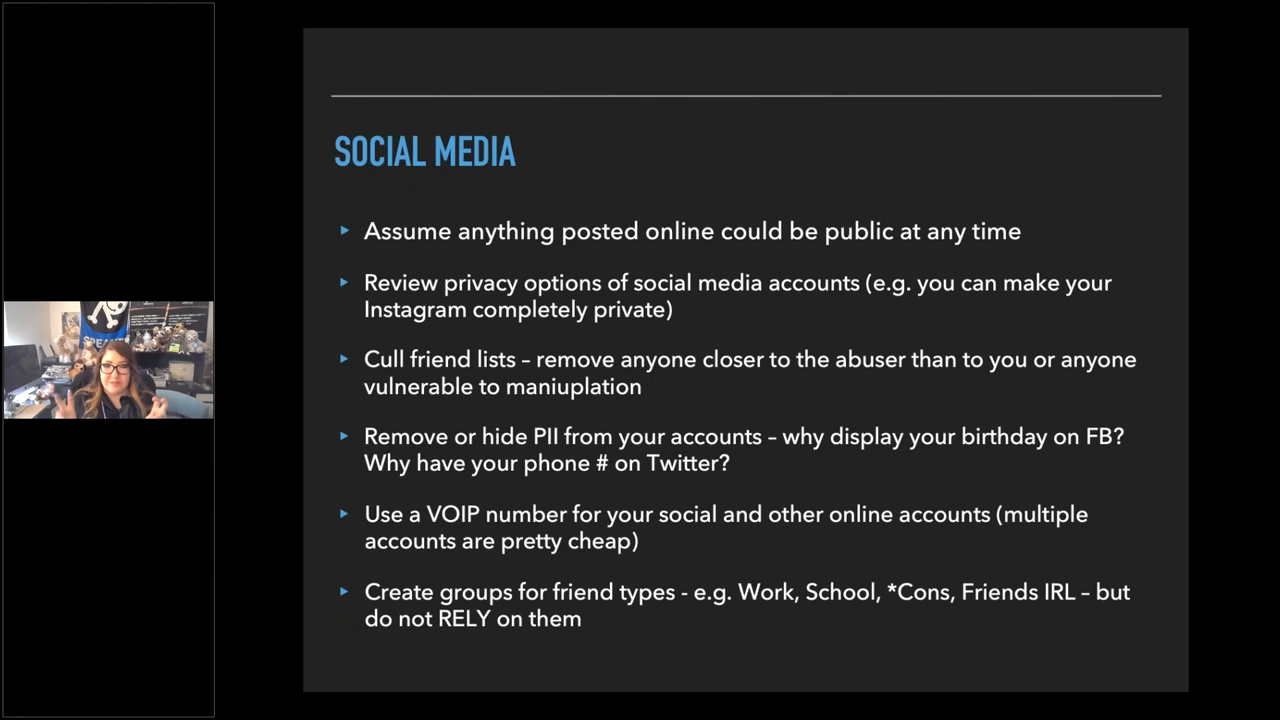 SOCIAL MEDIA
Assume anything posted online could be public at any time
Review privacy options of social media accounts (e.g. you can make your
Instagram completely private)
Cull friend lists – remove anyone closer to the abuser than to you or anyone
vulnerable to maniuplation
Remove or hide PII from your accounts – why display your birthday on FB?
Why have your phone # on Twitter?
Use a VOIP number for your social and other online accounts (multiple
accounts are pretty cheap)
Create groups for friend types - e.g. Work, School, *Cons, Friends IRL – but
do not RELY on them